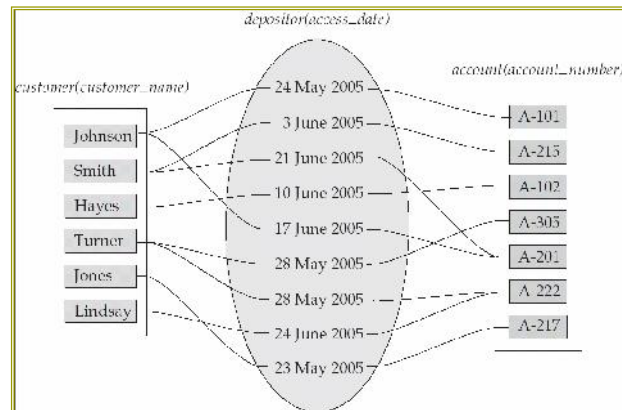 depositor(access_date)
customer(customer_name)
account(account_number)
24 May 2005
3 June 2005
21 June 2005
10 June 2005
17 June 2005
28 May 2005
28 May 2005
24 June 2005
23 May 2005
Johnson
Smith
Hayes
Turner
Jones
Lindsay
A-101
A-215
A-102
A-305
A-201
A-222
A-217